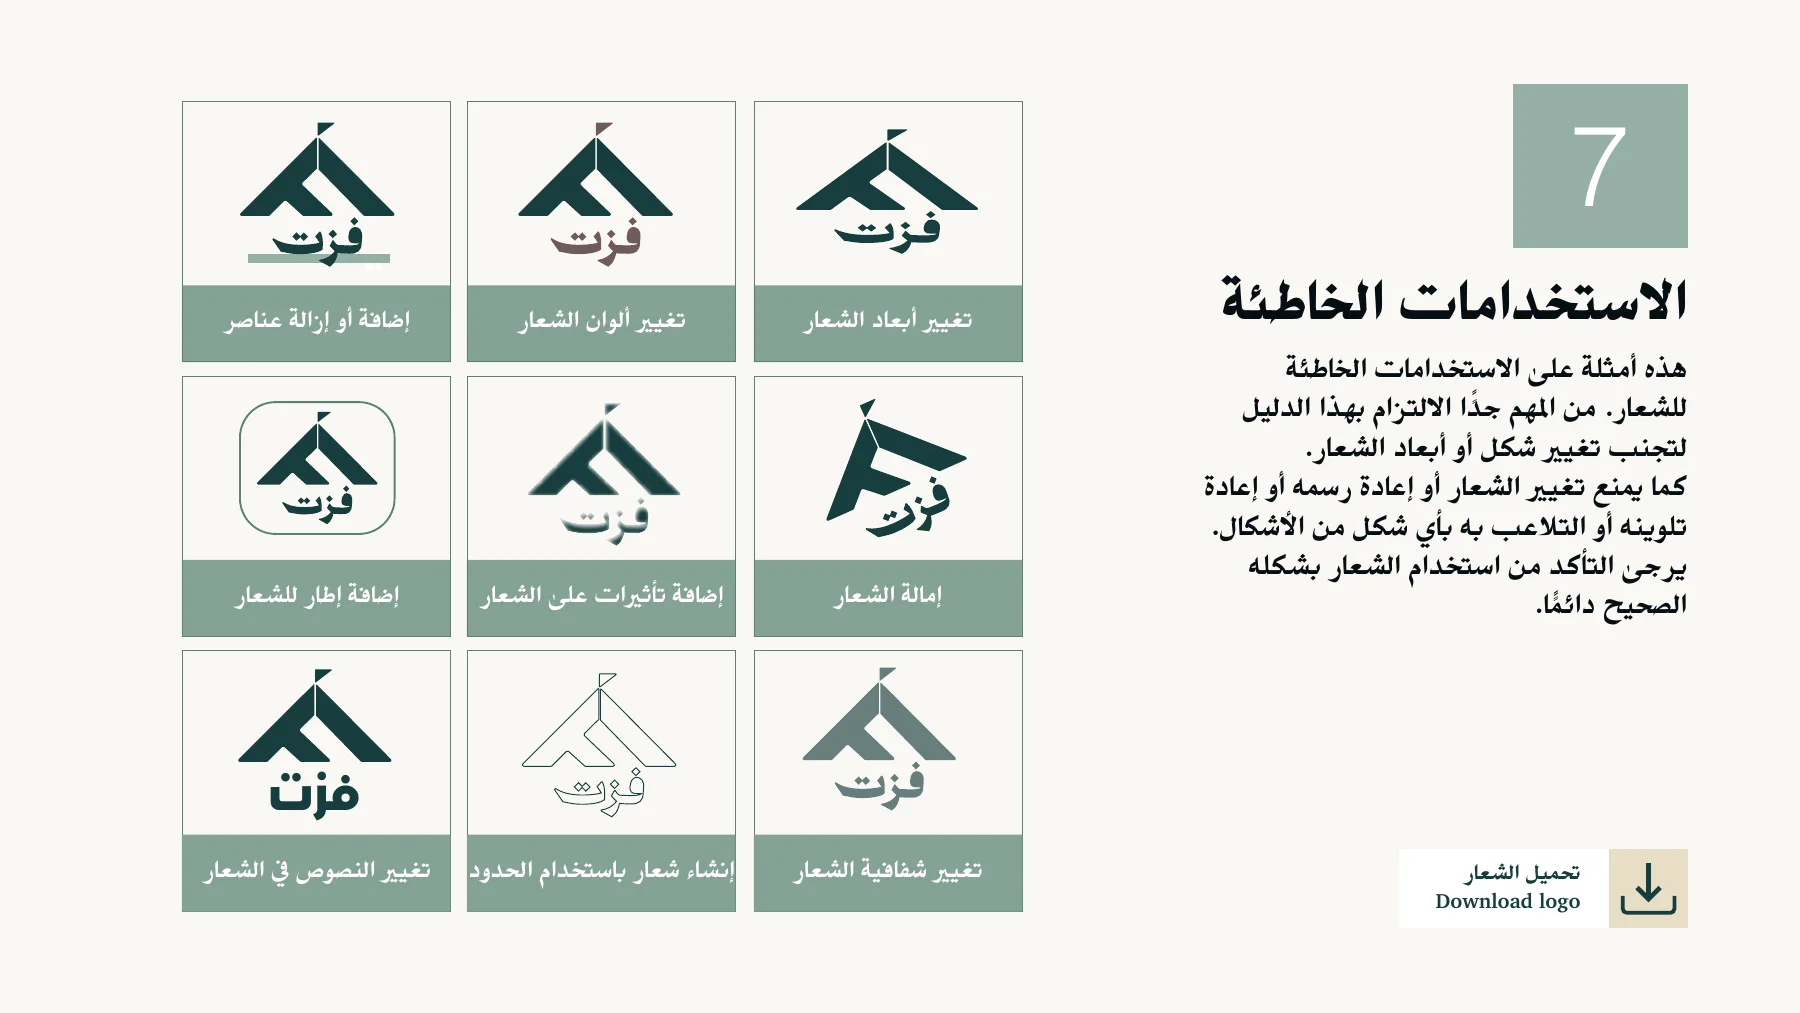 7
الاستخدامات الخاطئة
هذه أمثلة على الاستخدامات الخاطئة
للشعار. من المهم جدًا الالتزام بهذا الدليل
لتجنب تغيير شكل أو أبعاد الشعار.
كما يمنع تغيير الشعار أو إعادة رسمه أو إعادة
تلوينه أو التلاعب به بأي شكل من الأشكال.
يرجى التأكد من استخدام الشعار بشكله
الصحيح دائمًا.
فزت
فزت
فزت
تغيير أبعاد الشعار
تغيير ألوان الشعار
إضافة أو إزالة عناصر
فزت
فزت
فزت
إمالة الشعار
إضافة تأثيرات على الشعار
إضافة إطار للشعار
فزت
فزت
فزت
تغيير شفافية الشعار
إنشاء شعار باستخدام الحدود
تغيير النصوص في الشعار
تحميل الشعار
Download logo